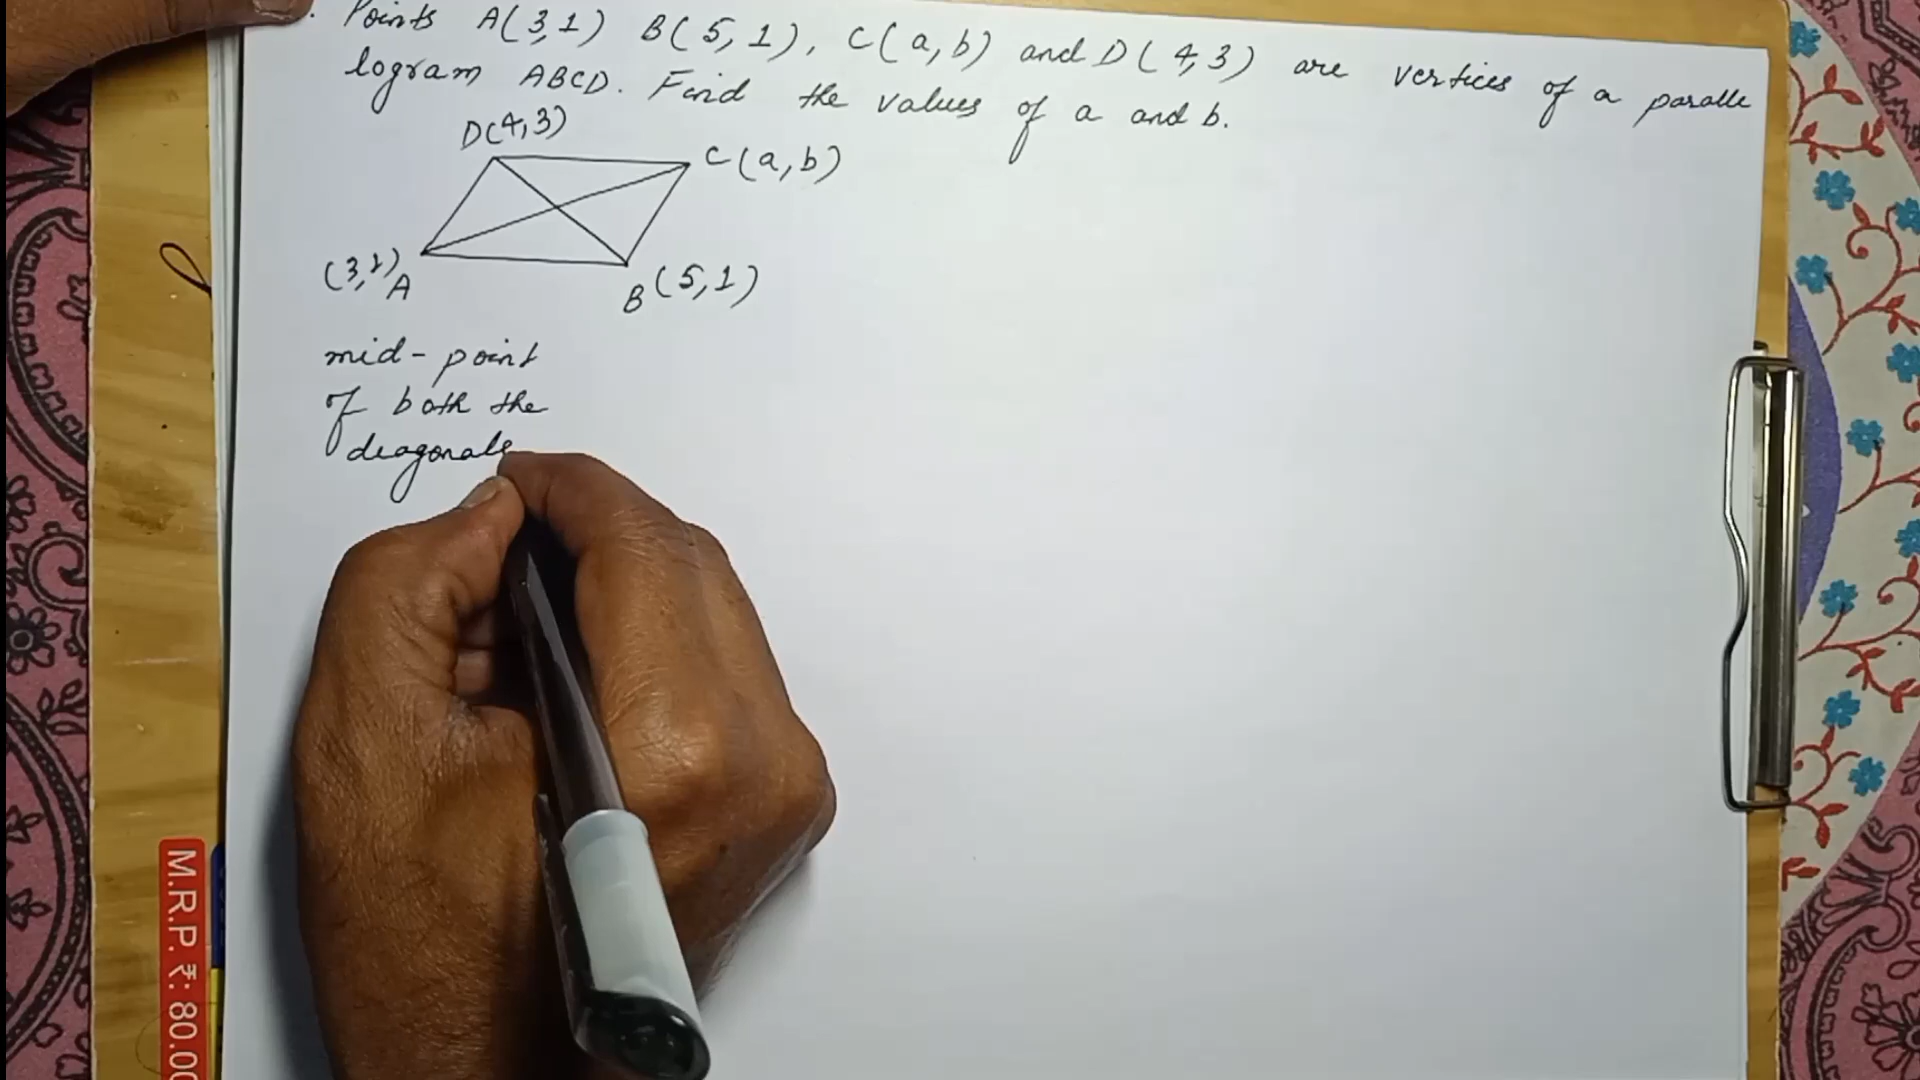 Points A(3,1) B(5,1), C(a,b) and D(4,3) are vertices of a paralle
logram ABCD. Find the values of a and b.
D(4,3)
C(a,b)
(3,1)A
B(5,1)
mid-point
of both the
diagonals
M.R.P. ₹: 80.00